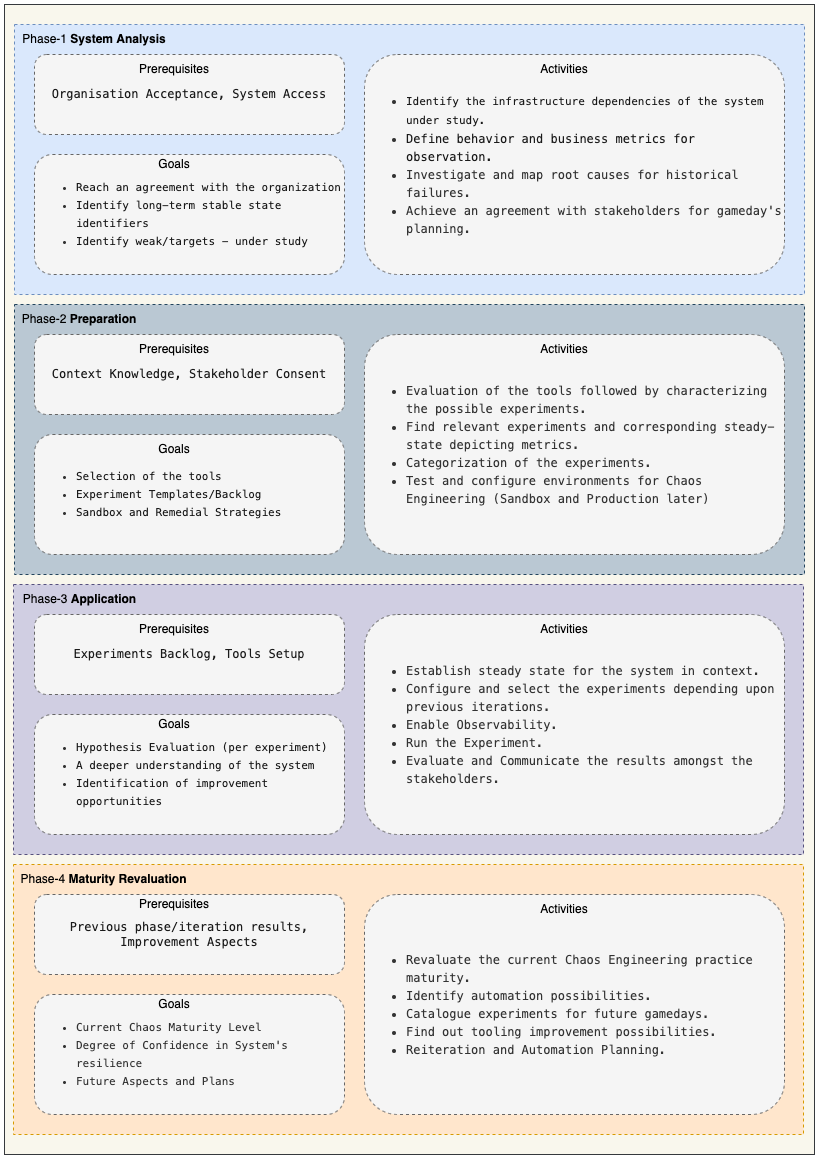 Phase-1 System Analysis
Prerequisites
Organisation Acceptance, System Access
Goals
• Reach an agreement with the organization
• Identify long-term stable state
identifiers
• Identify weak/targets - under study
Activities
• Identify the infrastructure dependencies of the system
under study.
• Define behavior and business metrics for
observation.
• Investigate and map root causes for historical
failures.
• Achieve an agreement with stakeholders for gameday's
planning.
Phase-2 Preparation
Prerequisites
Context Knowledge, Stakeholder Consent
Goals
• Selection of the tools
• Experiment Templates/Backlog
• Sandbox and Remedial Strategies
Activities
• Evaluation of the tools followed by characterizing
the possible experiments.
• Find relevant experiments and corresponding steady-
state depicting metrics.
• Categorization of the experiments.
• Test and configure environments for Chaos
Engineering (Sandbox and Production later)
Phase-3 Application
Prerequisites
Experiments Backlog, Tools Setup
Goals
• Hypothesis Evaluation (per experiment)
• A deeper understanding of the system
• Identification of improvement
opportunities
Activities
• Establish steady state for the system in context.
• Configure and select the experiments depending upon
previous iterations.
• Enable Observability.
• Run the Experiment.
• Evaluate and Communicate the results amongst the
stakeholders.
Phase-4 Maturity Revaluation
Prerequisites
Previous phase/iteration results,
Improvement Aspects
Goals
• Current Chaos Maturity Level
• Degree of Confidence in System's
resilience
• Future Aspects and Plans
Activities
• Revaluate the current Chaos Engineering practice
maturity.
• Identify automation possibilities.
• Catalogue experiments for future gamedays.
• Find out tooling improvement possibilities.
• Reiteration and Automation Planning.